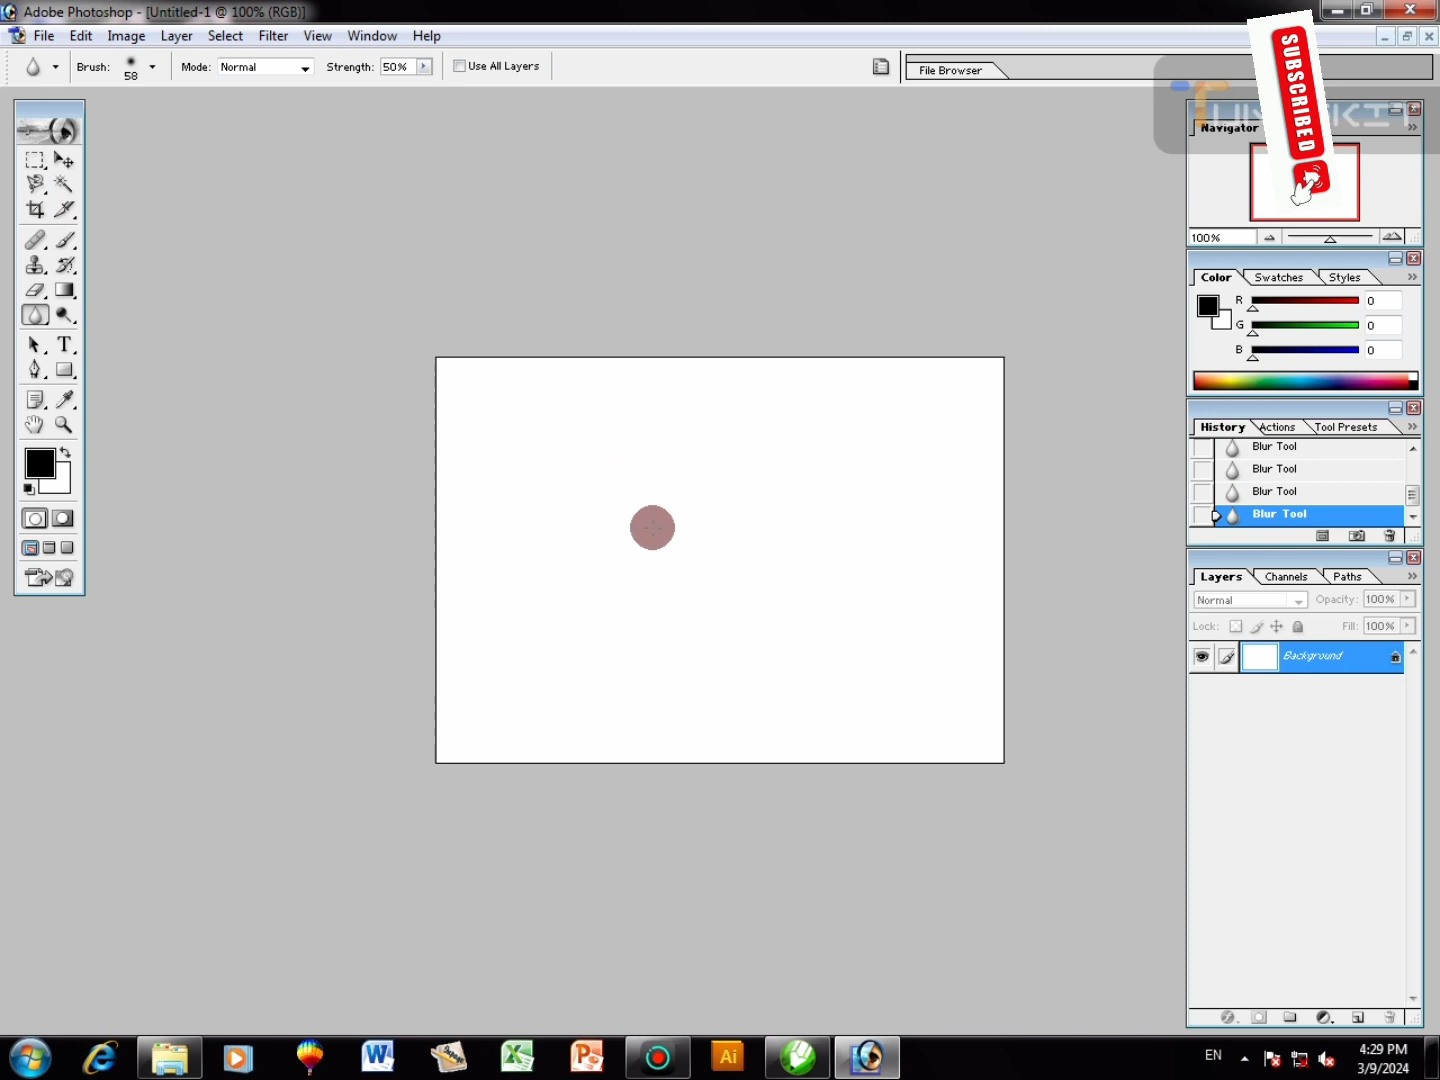 Adobe Photoshop - [Untitled-1 @ 100% (RGB)]
File Edit Image Layer Select Filter View Window Help
Brush: 58 Mode: Normal Strength: 50% Use All Layers
File Browser
SUBSCRIBED
Navigator
100%
Color Swatches Styles
R 0
G 0
B 0
History Actions Tool Presets
Blur Tool
Blur Tool
Blur Tool
Blur Tool
Layers Channels Paths
Normal Opacity: 100%
Lock: Fill: 100%
Background
T
Ai
EN
4:29 PM
3/9/2024